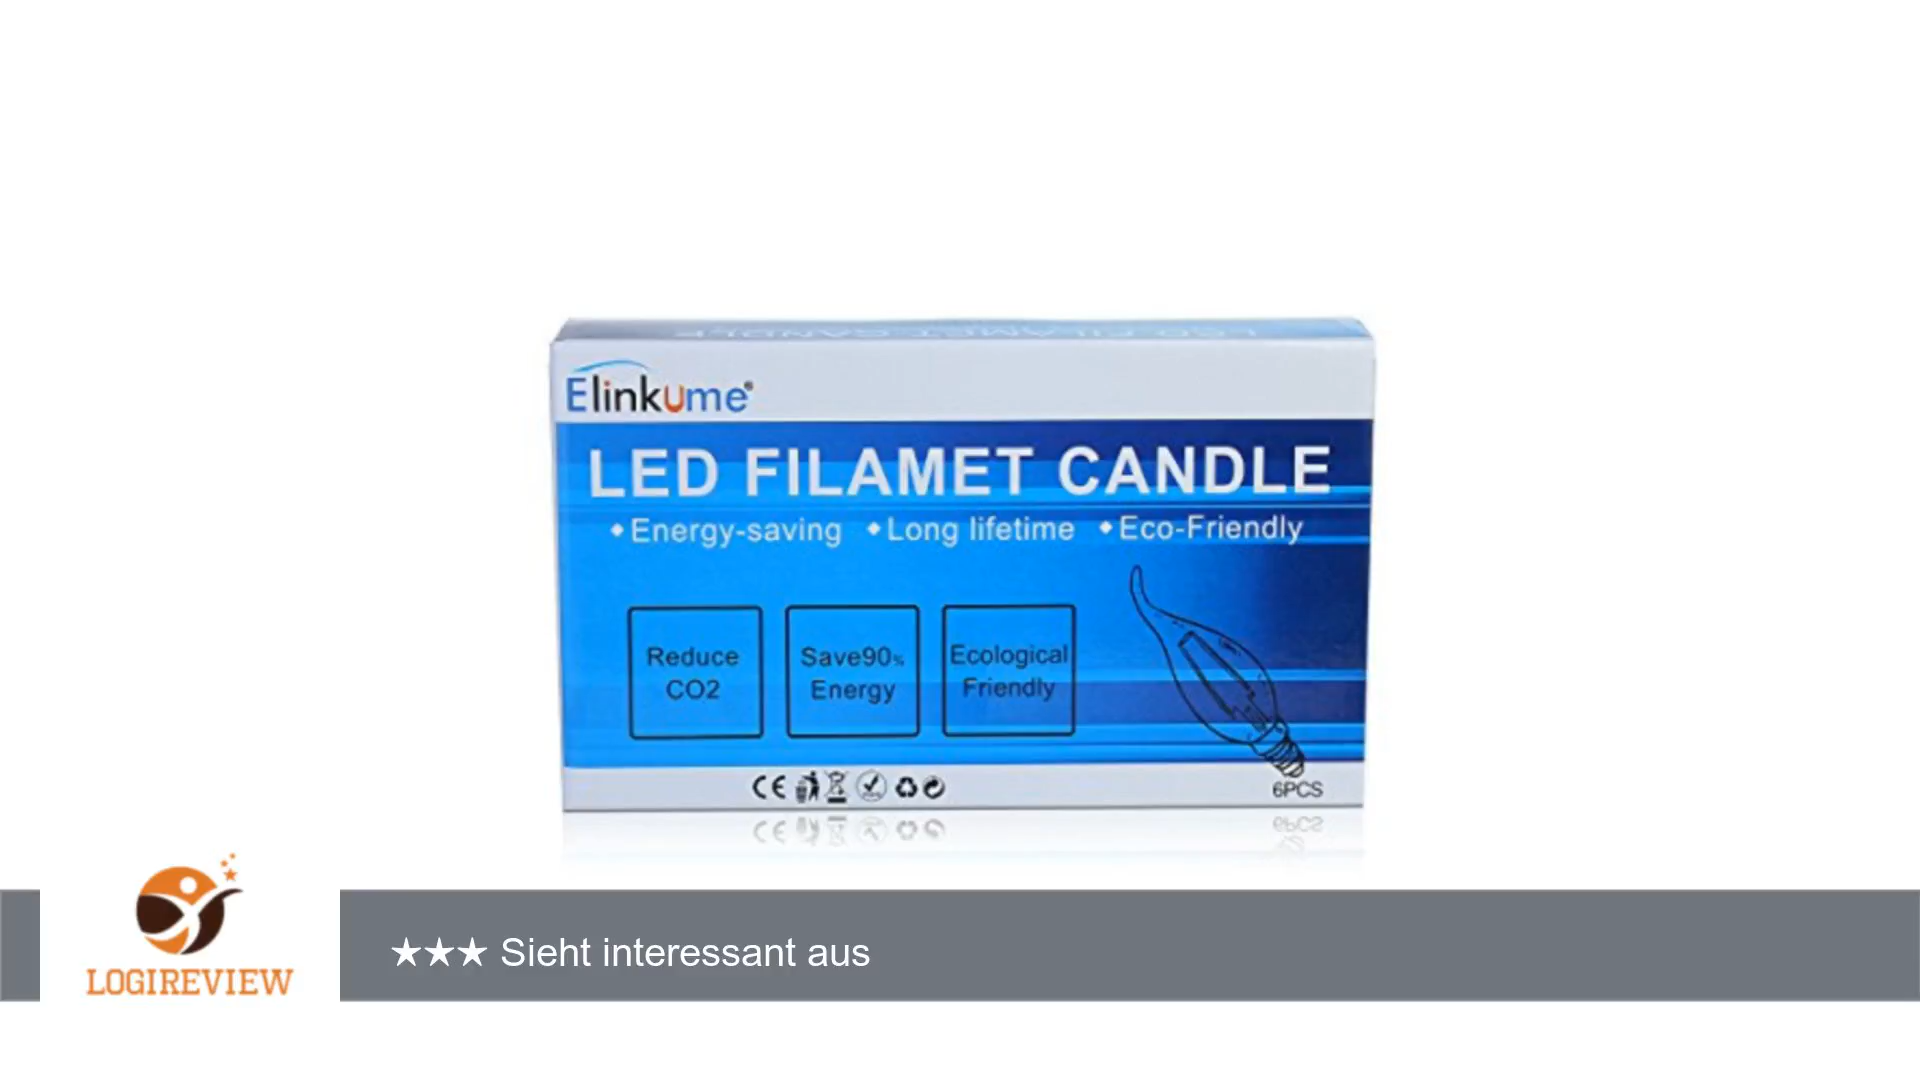 Elinkume®
LED FILAMET CANDLE
◆Energy-saving ◆Long lifetime ◆Eco-Friendly
Reduce
CO2
Save90%
Energy
Ecological
Friendly
CE
6PCS
LOGIREVIEW
★★★ Sieht interessant aus